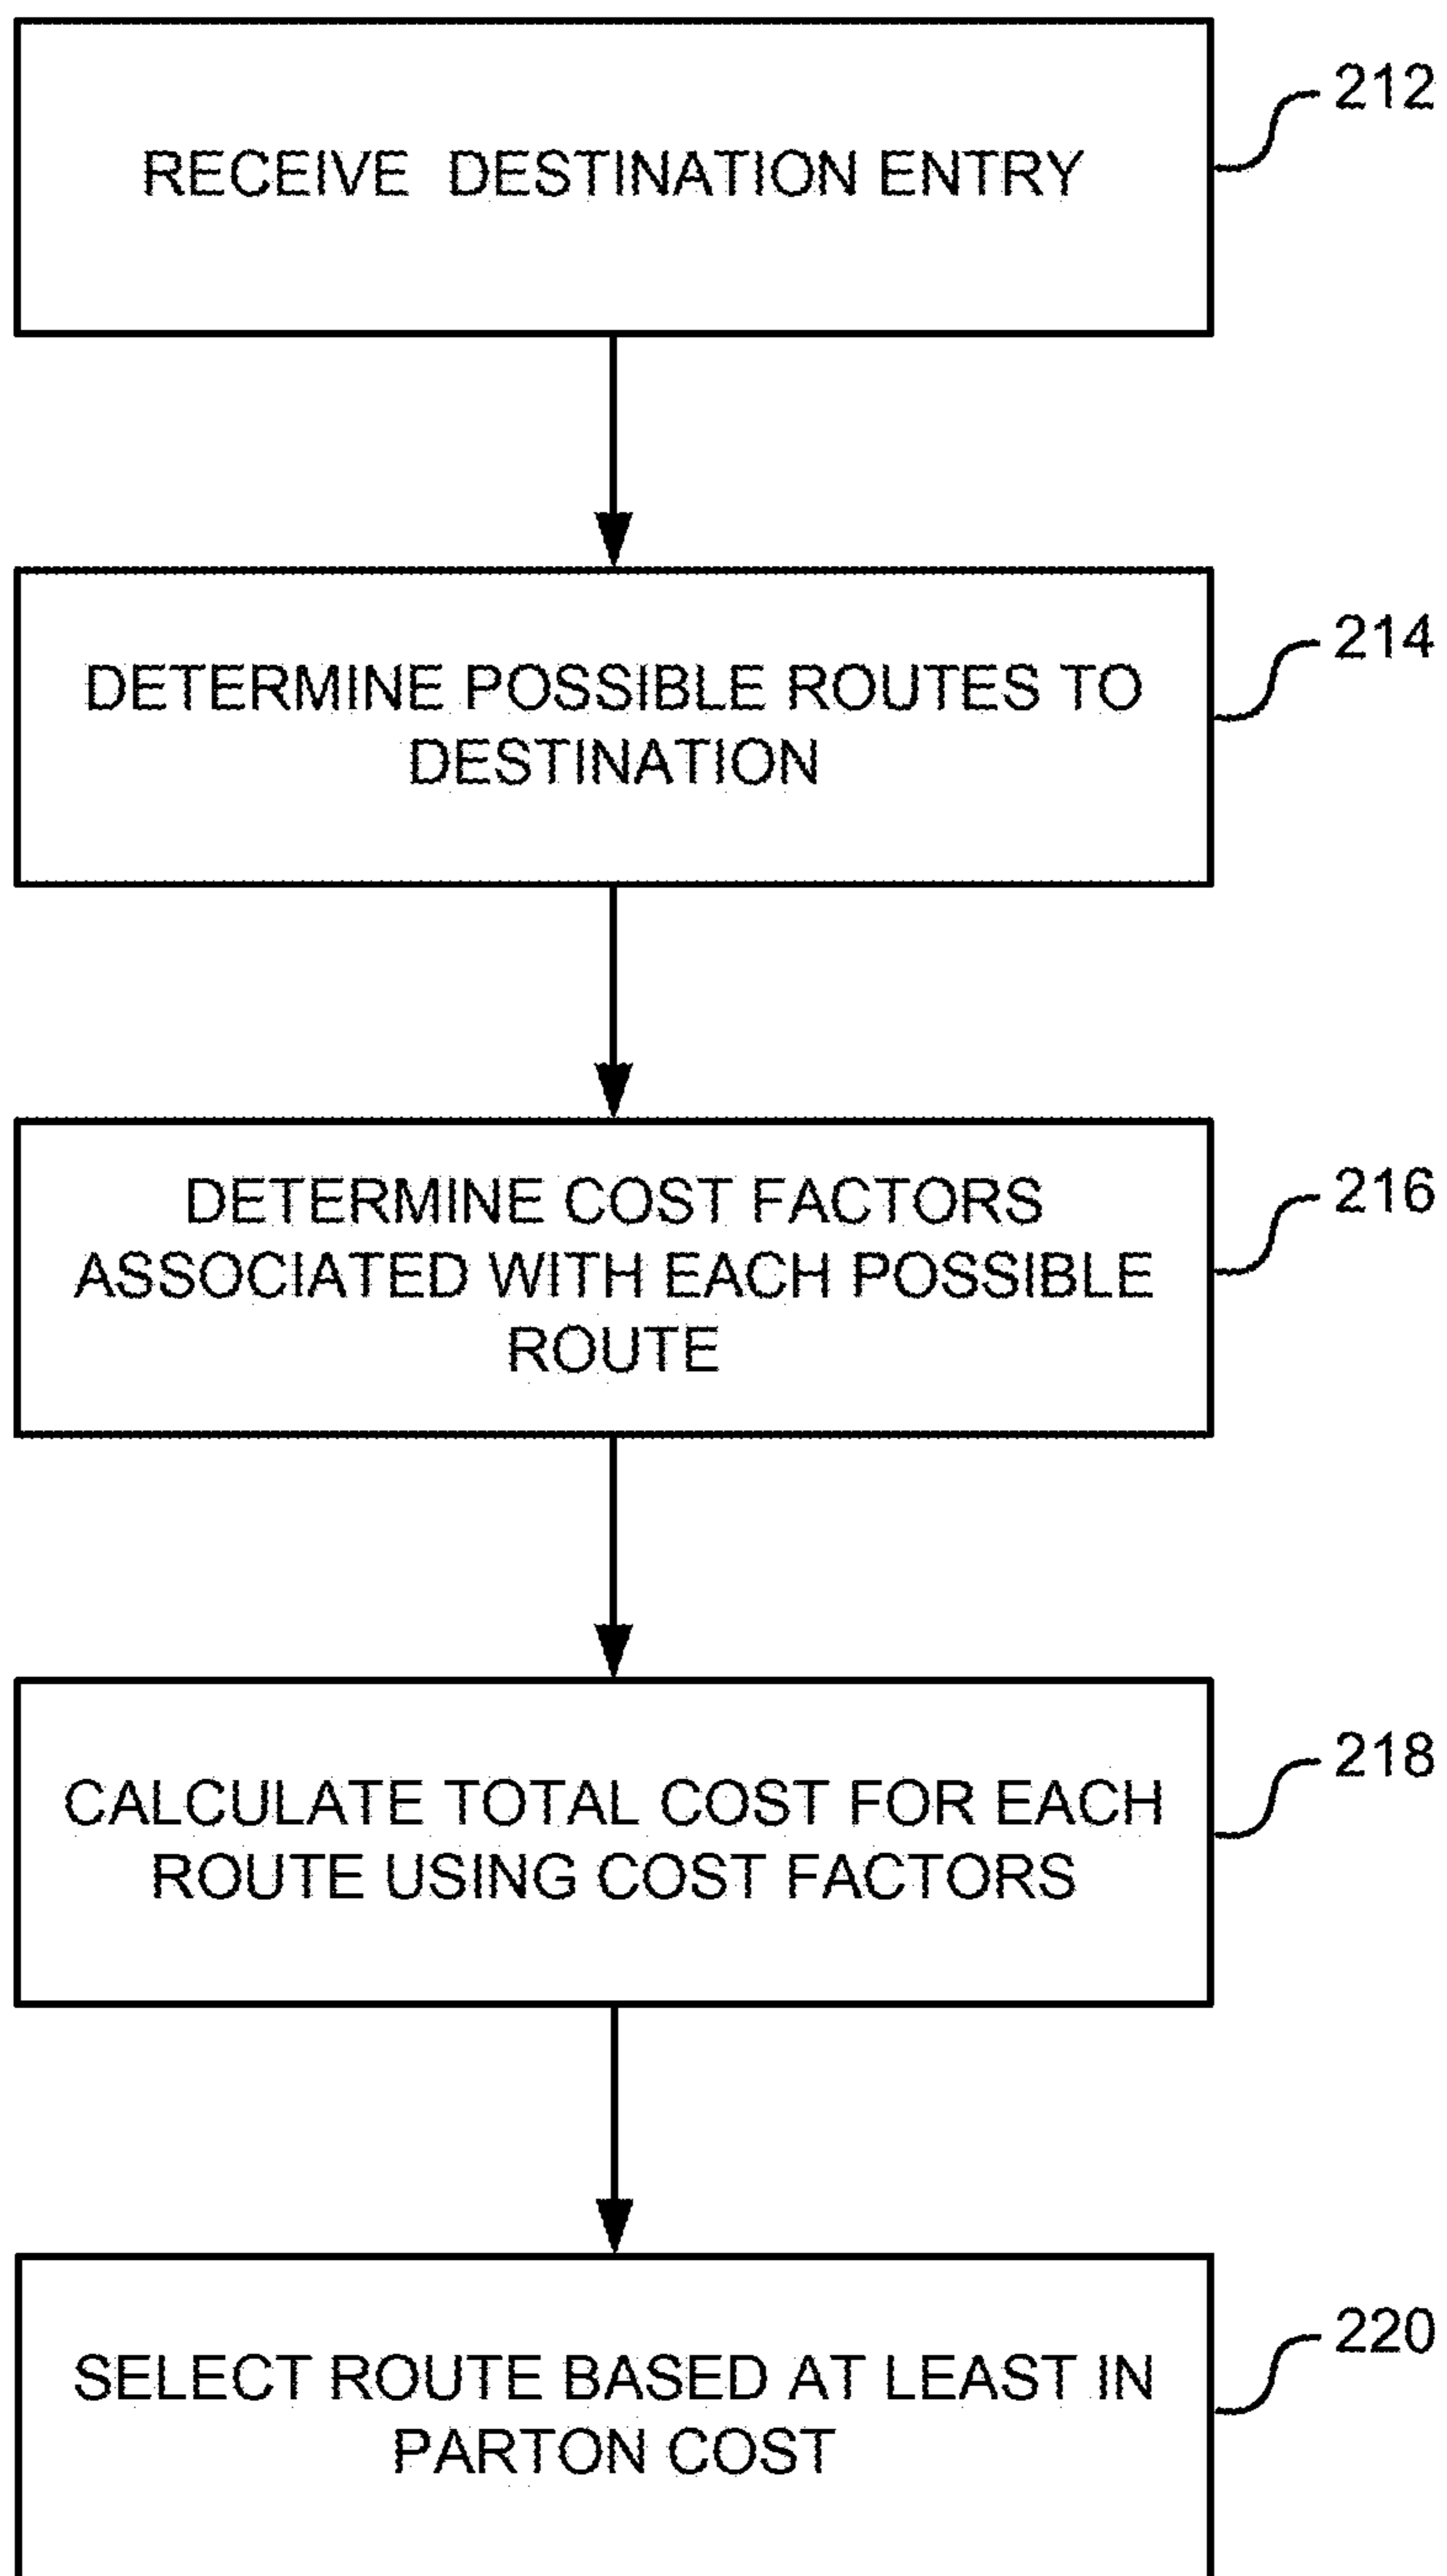 RECEIVE DESTINATION ENTRY
212
DETERMINE POSSIBLE ROUTES TO
DESTINATION
214
DETERMINE COST FACTORS
ASSOCIATED WITH EACH POSSIBLE
ROUTE
216
CALCULATE TOTAL COST FOR EACH
ROUTE USING COST FACTORS
218
SELECT ROUTE BASED AT LEAST IN
PARTON COST
220